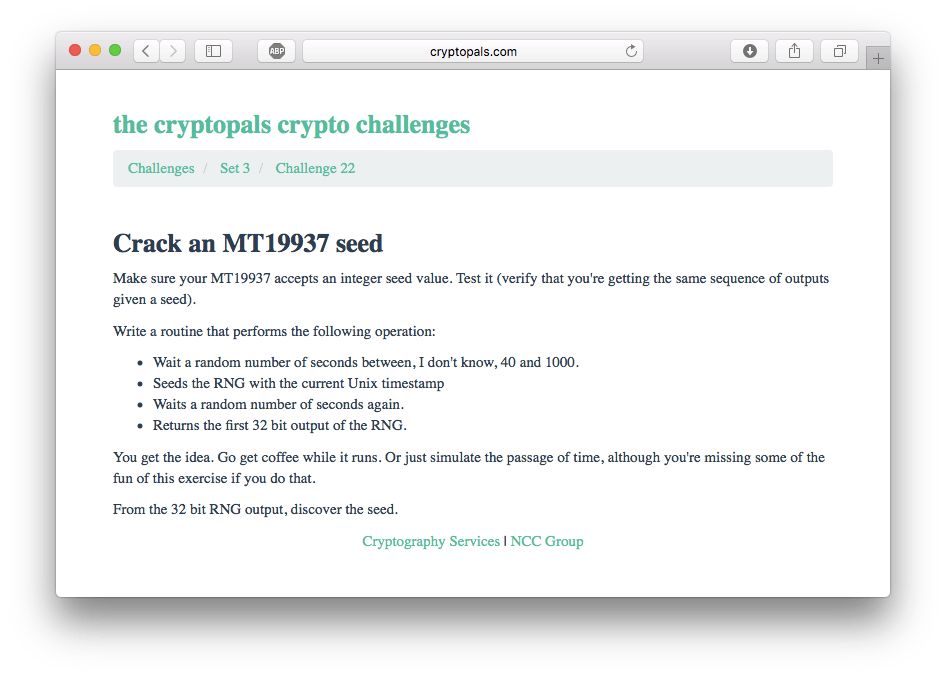 ABP
cryptopals.com
the cryptopals crypto challenges
Challenges / Set 3 / Challenge 22
Crack an MT19937 seed
Make sure your MT19937 accepts an integer seed value. Test it (verify that you're getting the same sequence of outputs
given a seed).
Write a routine that performs the following operation:
• Wait a random number of seconds between, I don't know, 40 and 1000.
• Seeds the RNG with the current Unix timestamp
• Waits a random number of seconds again.
• Returns the first 32 bit output of the RNG.
You get the idea. Go get coffee while it runs. Or just simulate the passage of time, although you're missing some of the
fun of this exercise if you do that.
From the 32 bit RNG output, discover the seed.
Cryptography Services | NCC Group